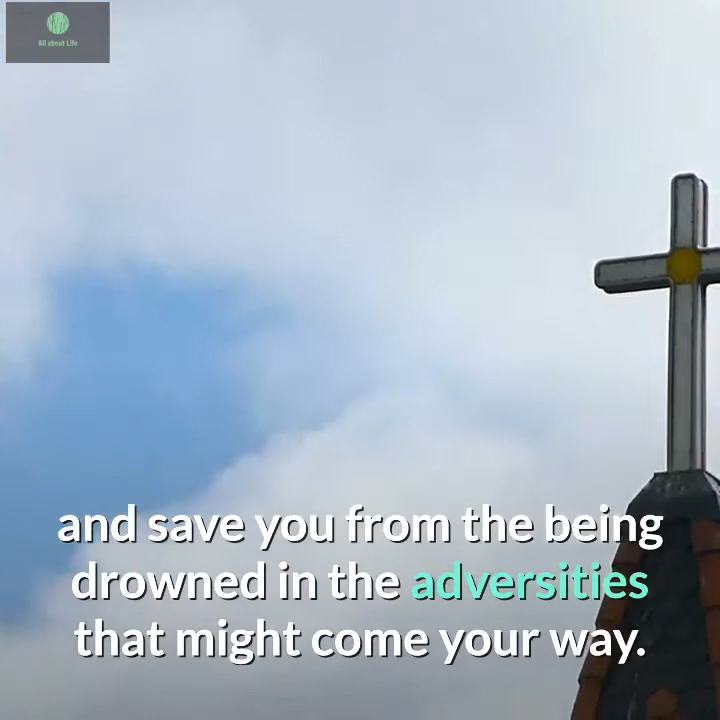 All about Life
and save you from the being
drowned in the adversities
that might come your way.